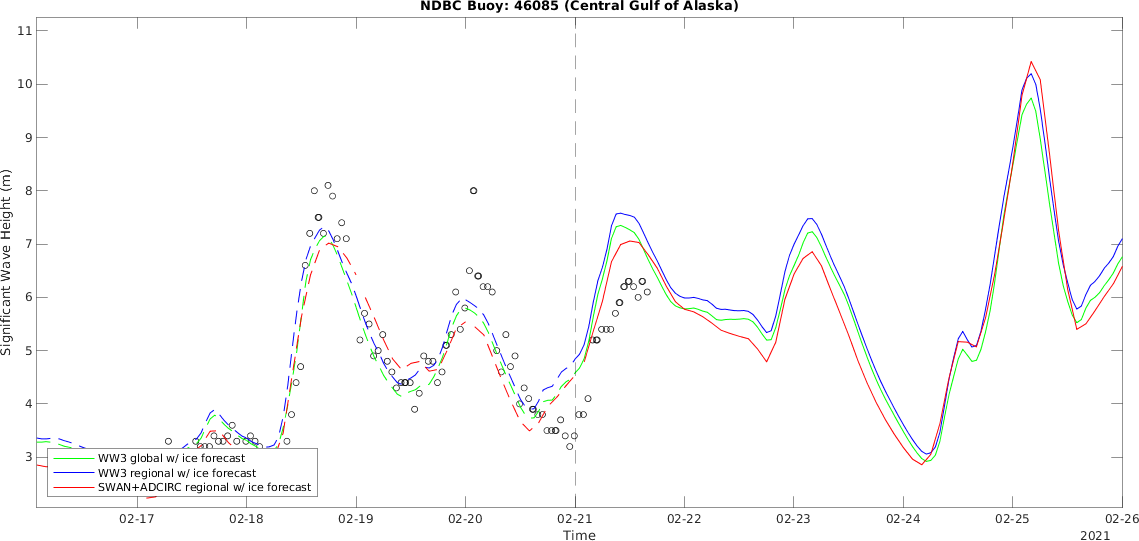 NDBC Buoy: 46085 (Central Gulf of Alaska)
11
10
9
8
7
6
5
4
3
Significant Wave Height (m)
WW3 global w/ ice forecast
WW3 regional w/ ice forecast
SWAN+ADCIRC regional w/ ice forecast
02-17 02-18 02-19 02-20 02-21 02-22 02-23 02-24 02-25 02-26
Time
2021